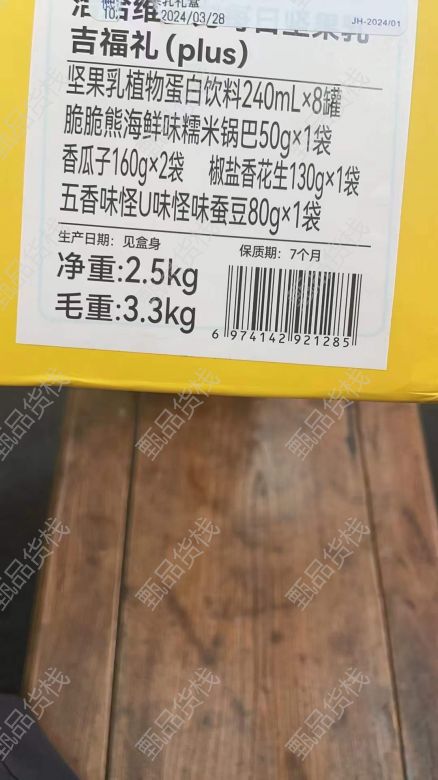 2024/03/28
JH-2024/01
吉福礼(plus)
坚果乳植物蛋白饮料240mL×8罐
脆脆熊海鲜味糯米锅巴50g×1袋
香瓜子160g×2袋 椒盐香花生130g×1袋
五香味怪U味怪味蚕豆80g×1袋
生产日期: 见盒身
保质期: 7个月
净重:2.5kg
毛重:3.3kg
6 974142 921285
甄品货栈